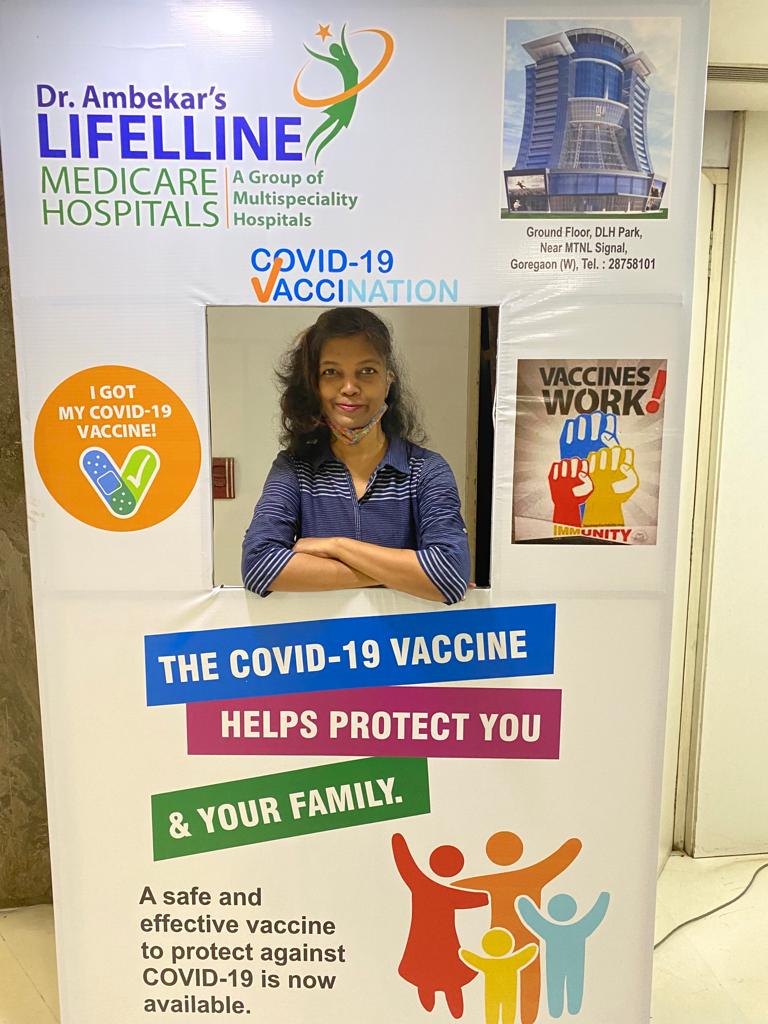 Dr. Ambekar's
LIFELLINE
MEDICARE
HOSPITALS
A Group of
Multispeciality
Hospitals
DLH
Ground Floor, DLH Park,
Near MTNL Signal,
Goregaon (W), Tel. : 28758101
COVID-19
VACCINATION
I GOT
MY COVID-19
VACCINE!
VACCINES
WORK!
IMMUNITY
THE COVID-19 VACCINE
HELPS PROTECT YOU
& YOUR FAMILY.
A safe and
effective vaccine
to protect against
COVID-19 is now
available.